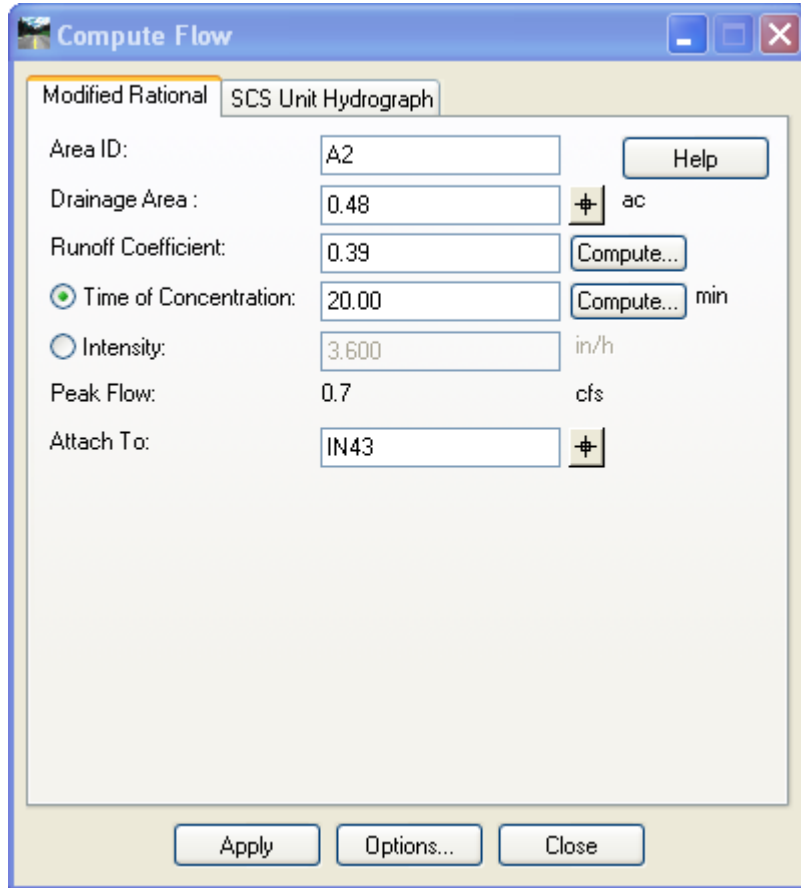 Compute Flow
Modified Rational SCS Unit Hydrograph
Area ID: A2 Help
Drainage Area : 0.48 ac
Runoff Coefficient: 0.39 Compute...
Time of Concentration: 20.00 Compute... min
Intensity: 3.600 in/h
Peak Flow: 0.7 cfs
Attach To: IN43
Apply Options... Close